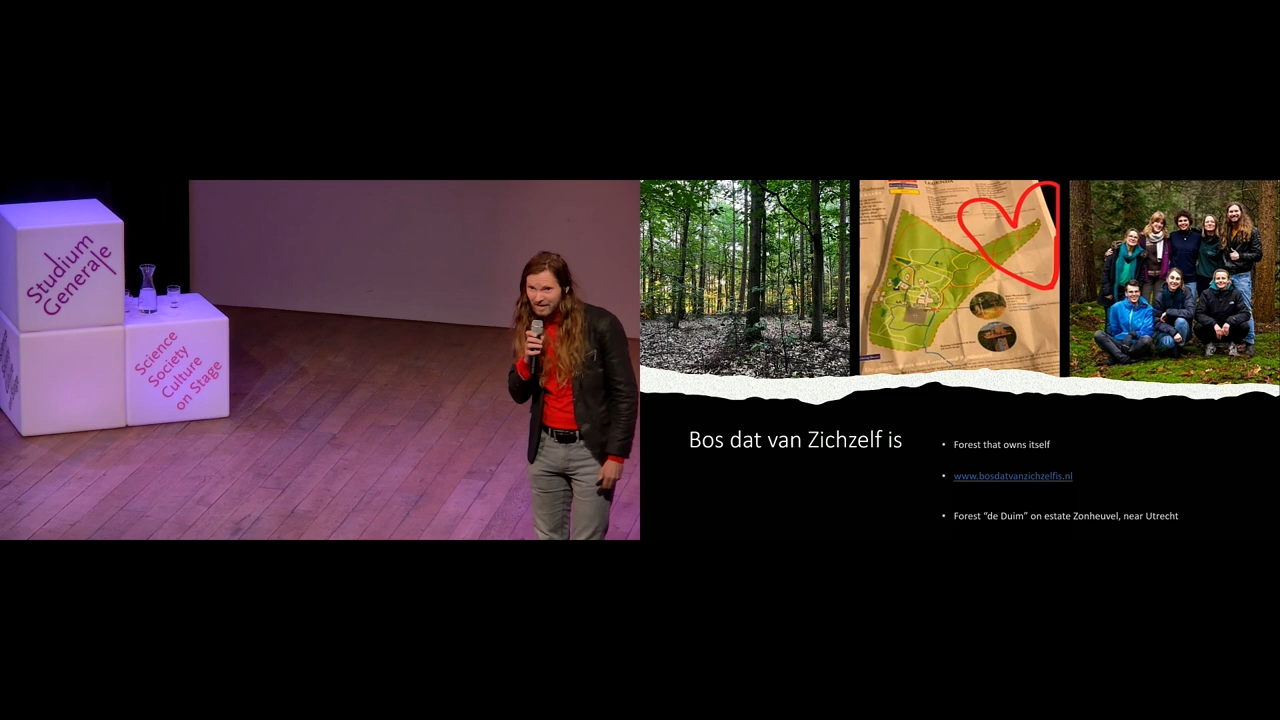 Studium
Generale
Science
Society
Culture
on Stage
Bos dat van Zichzelf is
• Forest that owns itself
• www.bosdatvanzichzelfis.nl
• Forest “de Duim” on estate Zonheuvel, near Utrecht